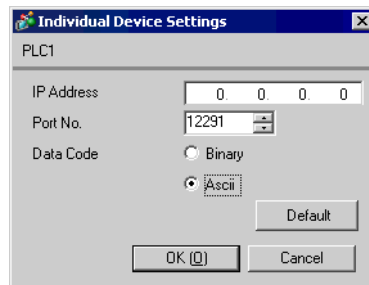 Individual Device Settings
PLC1
IP Address 0. 0. 0. 0
Port No. 12291
Data Code Binary
Ascii
Default
OK (O) Cancel